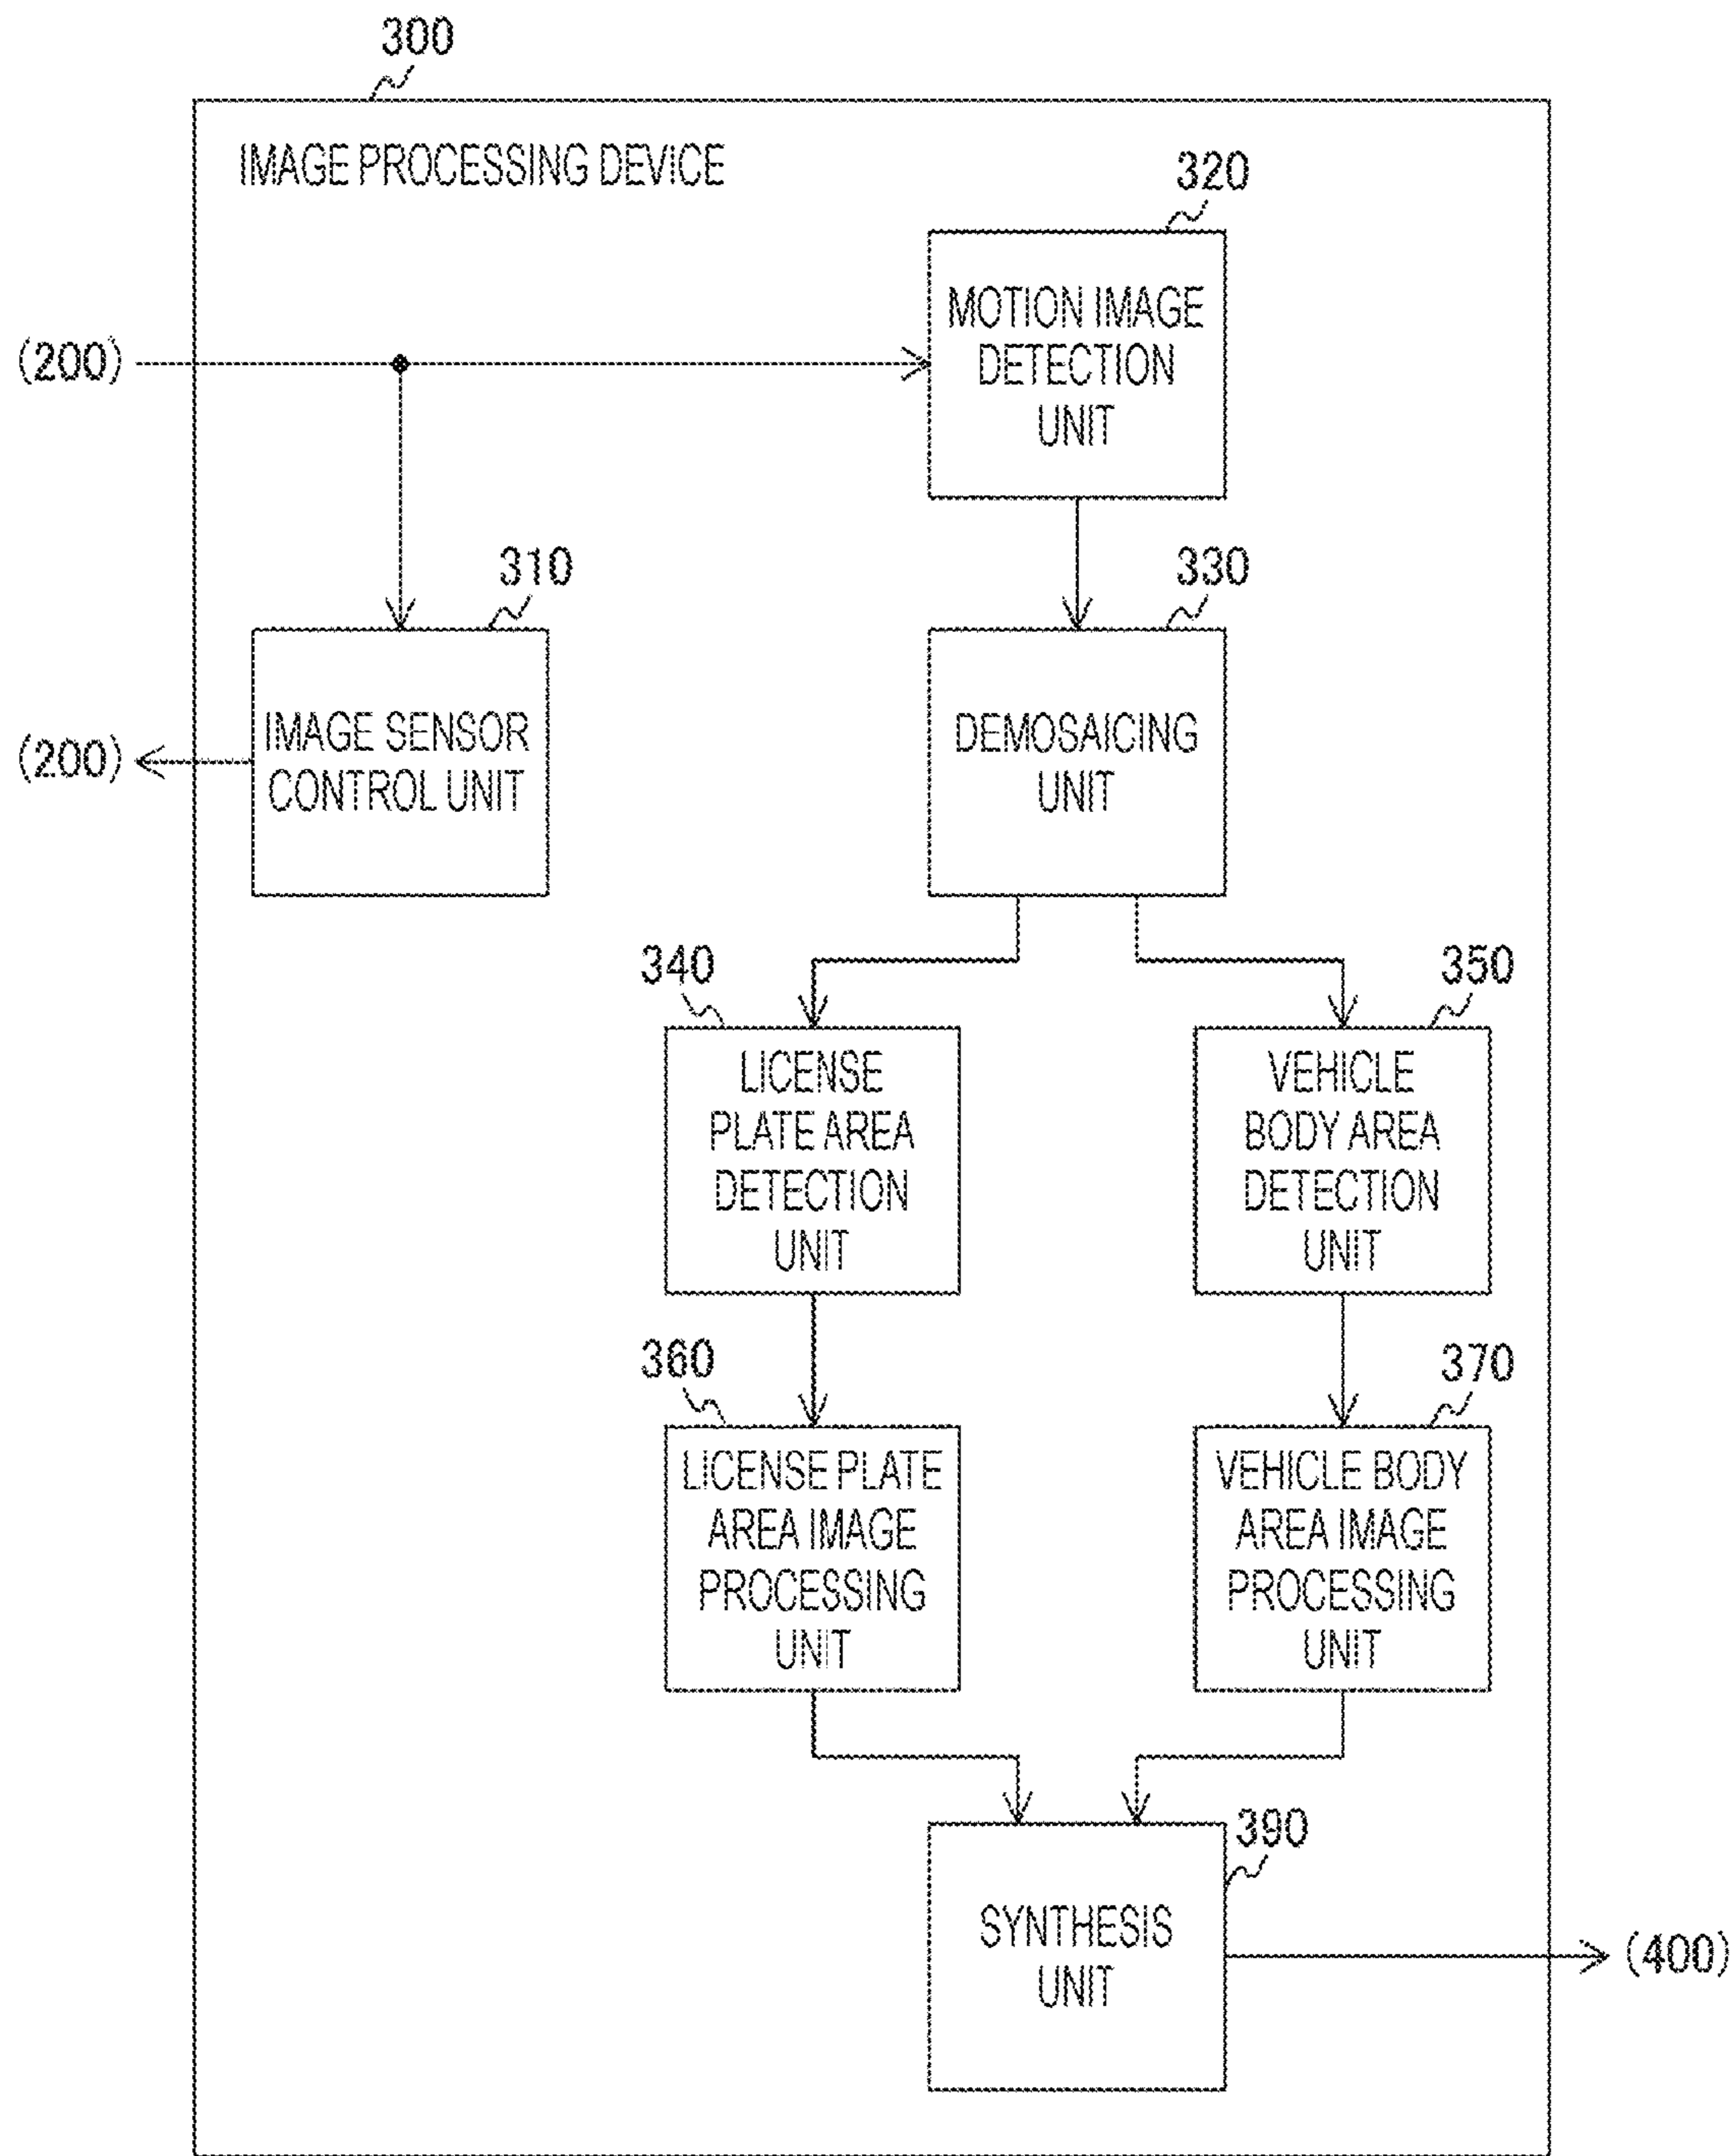 300
IMAGE PROCESSING DEVICE
320
MOTION IMAGE
DETECTION
UNIT
(200)
310
330
IMAGE SENSOR
CONTROL UNIT
(200)
DEMOSAICING
UNIT
340
350
LICENSE
PLATE AREA
DETECTION
UNIT
VEHICLE
BODY AREA
DETECTION
UNIT
360
370
LICENSE PLATE
AREA IMAGE
PROCESSING
UNIT
VEHICLE BODY
AREA IMAGE
PROCESSING
UNIT
390
SYNTHESIS
UNIT
(400)